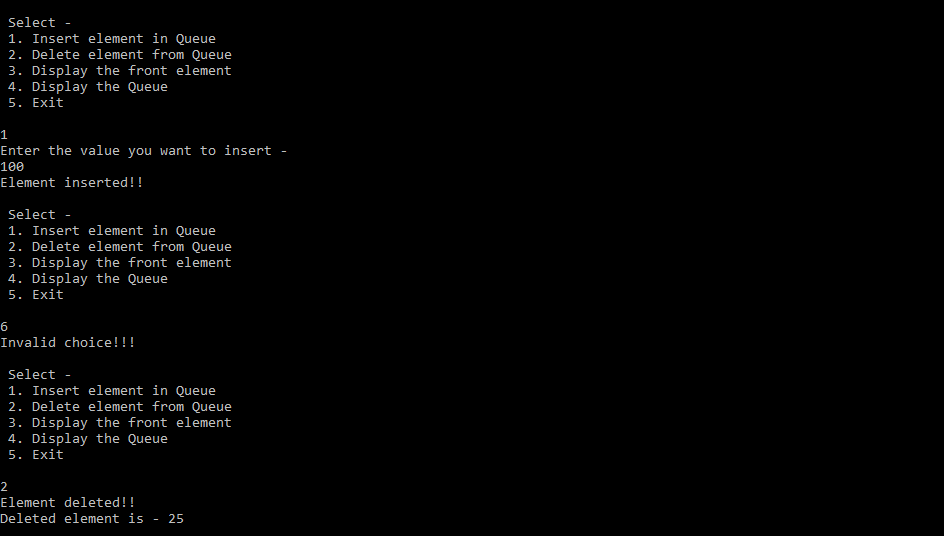 Select -
1. Insert element in Queue
2. Delete element from Queue
3. Display the front element
4. Display the Queue
5. Exit
1
Enter the value you want to insert -
100
Element inserted!!
Select -
1. Insert element in Queue
2. Delete element from Queue
3. Display the front element
4. Display the Queue
5. Exit
6
Invalid choice!!!
Select -
1. Insert element in Queue
2. Delete element from Queue
3. Display the front element
4. Display the Queue
5. Exit
2
Element deleted!!
Deleted element is - 25